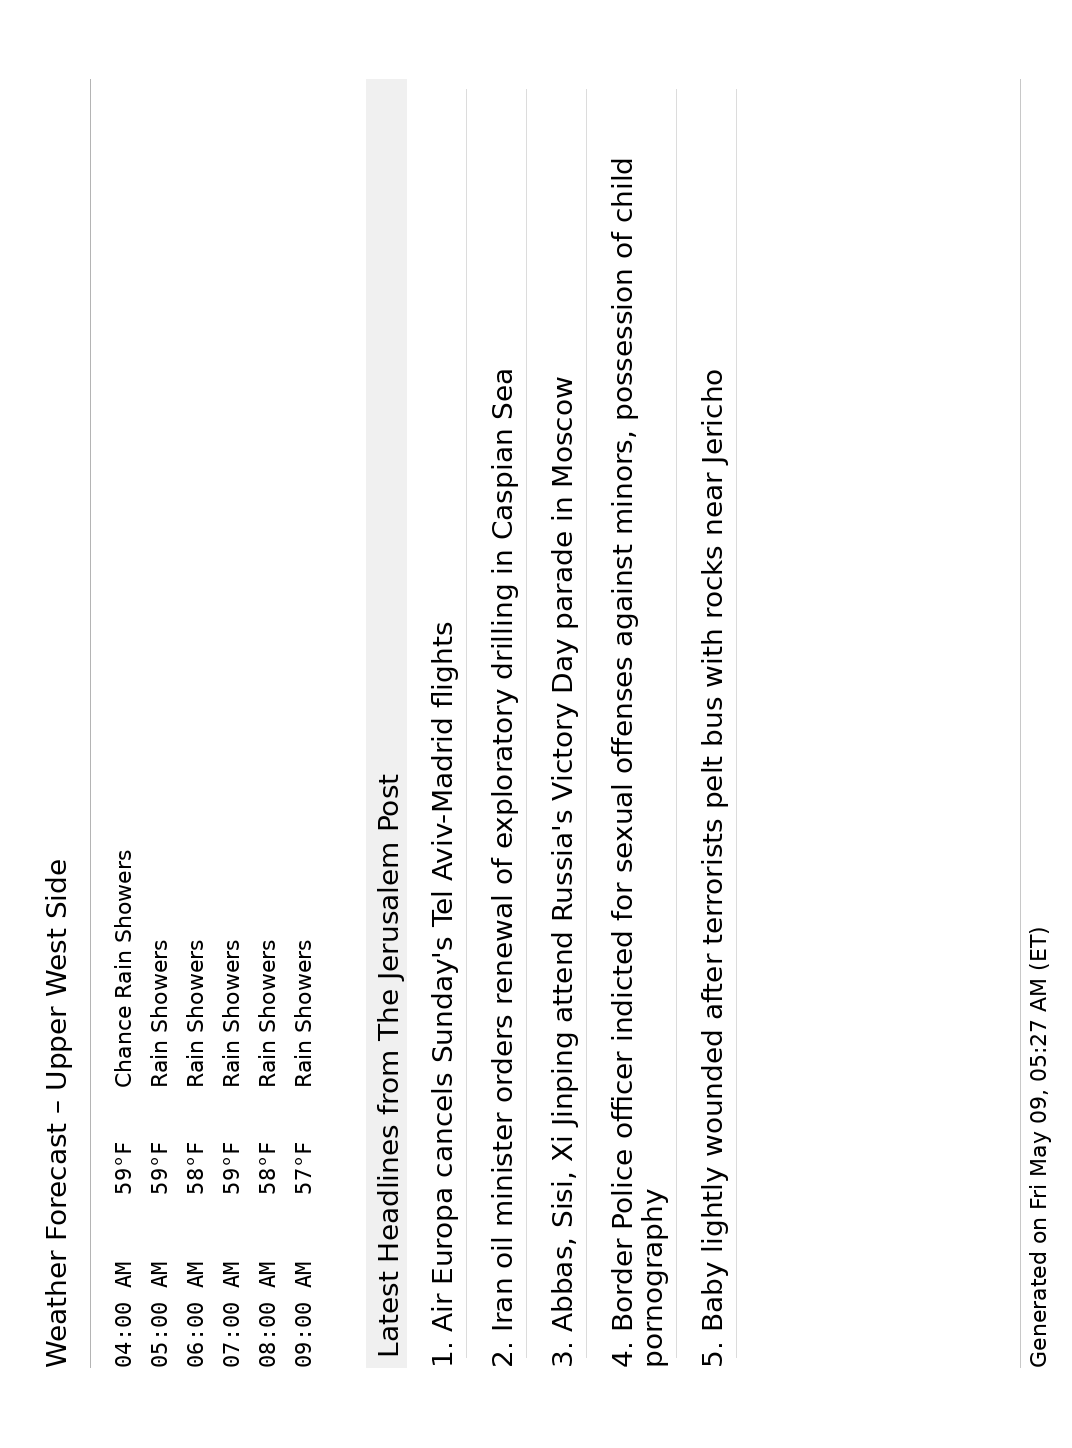 Weather Forecast – Upper West Side
04:00 AM 59°F Chance Rain Showers
05:00 AM 59°F Rain Showers
06:00 AM 58°F Rain Showers
07:00 AM 59°F Rain Showers
08:00 AM 58°F Rain Showers
09:00 AM 57°F Rain Showers
Latest Headlines from The Jerusalem Post
1. Air Europa cancels Sunday's Tel Aviv-Madrid flights
2. Iran oil minister orders renewal of exploratory drilling in Caspian Sea
3. Abbas, Sisi, Xi Jinping attend Russia's Victory Day parade in Moscow
4. Border Police officer indicted for sexual offenses against minors, possession of child
pornography
5. Baby lightly wounded after terrorists pelt bus with rocks near Jericho
Generated on Fri May 09, 05:27 AM (ET)